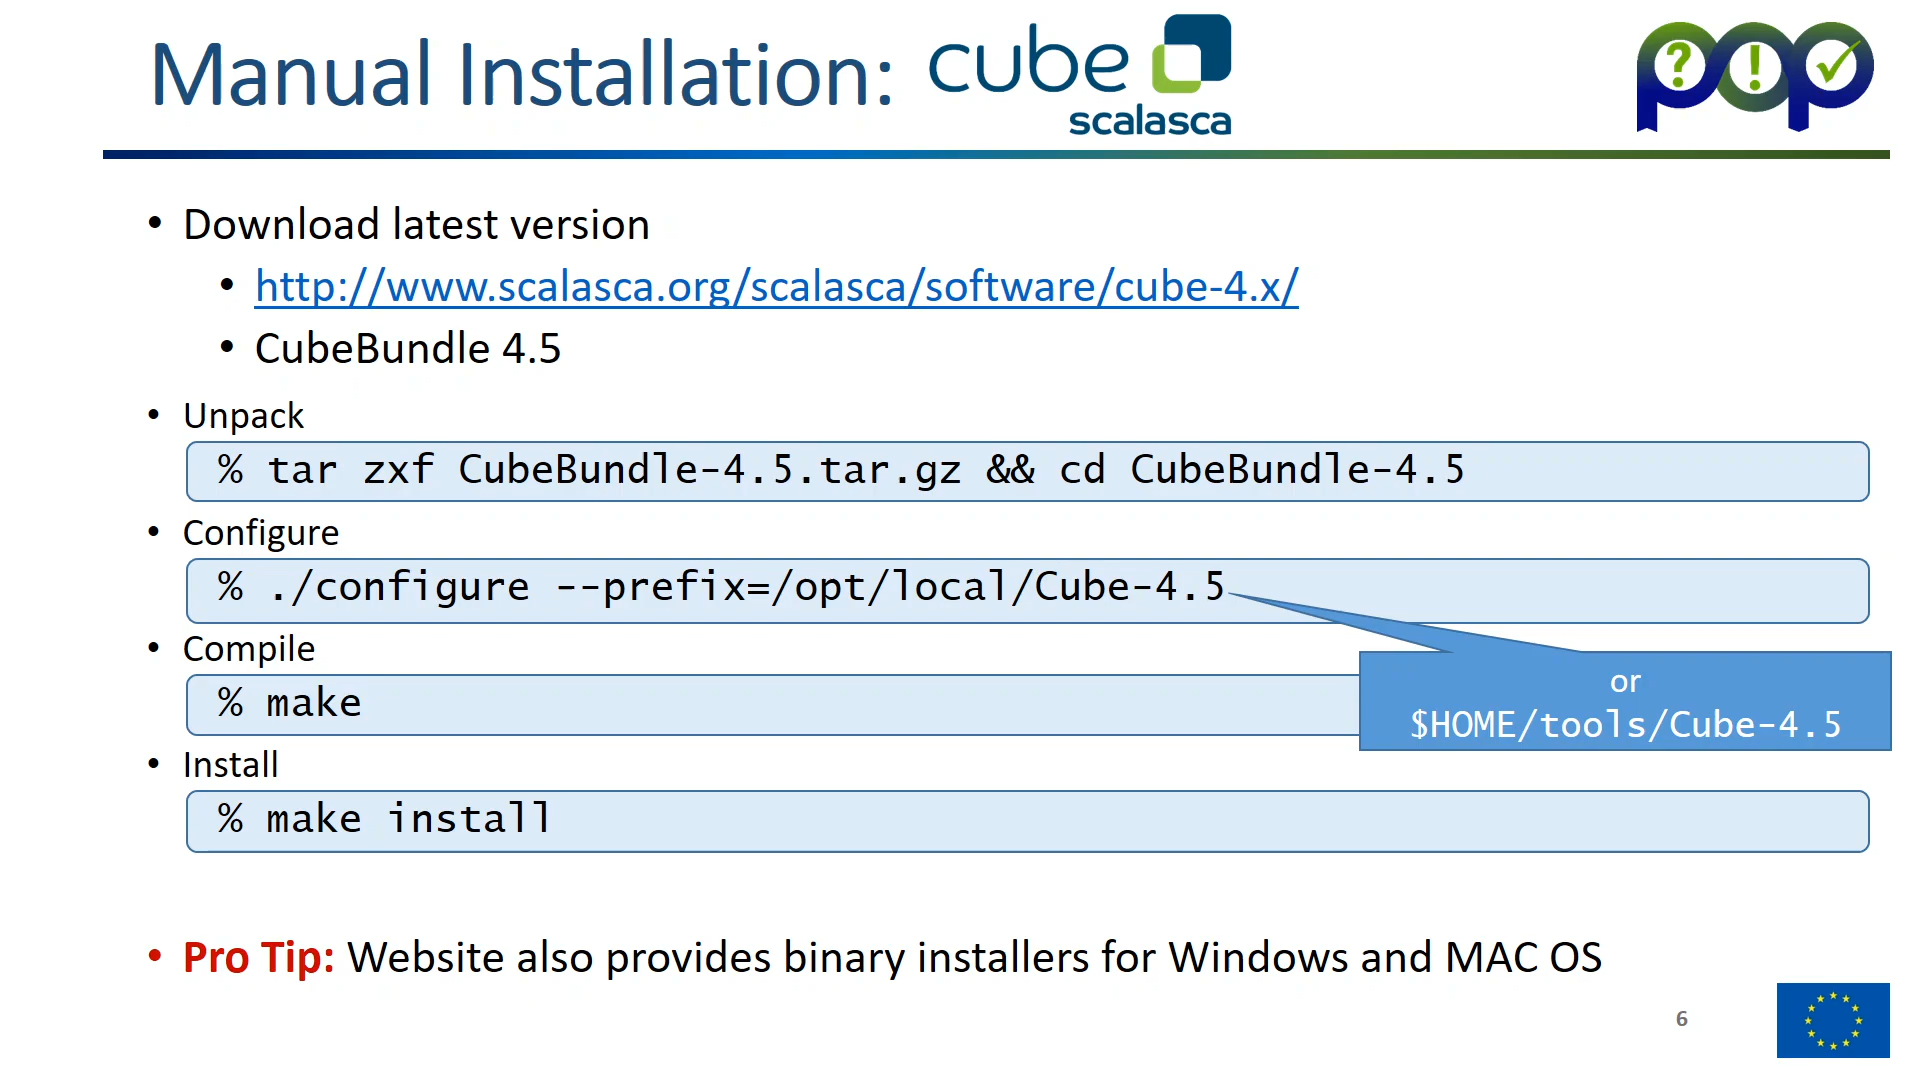 Manual Installation:
cube
scalasca
pop
? ! ✓
• Download latest version
• http://www.scalasca.org/scalasca/software/cube-4.x/
• CubeBundle 4.5
• Unpack
% tar zxf CubeBundle-4.5.tar.gz && cd CubeBundle-4.5
• Configure
% ./configure --prefix=/opt/local/Cube-4.5
• Compile
% make
or
$HOME/tools/Cube-4.5
• Install
% make install
• Pro Tip: Website also provides binary installers for Windows and MAC OS
6